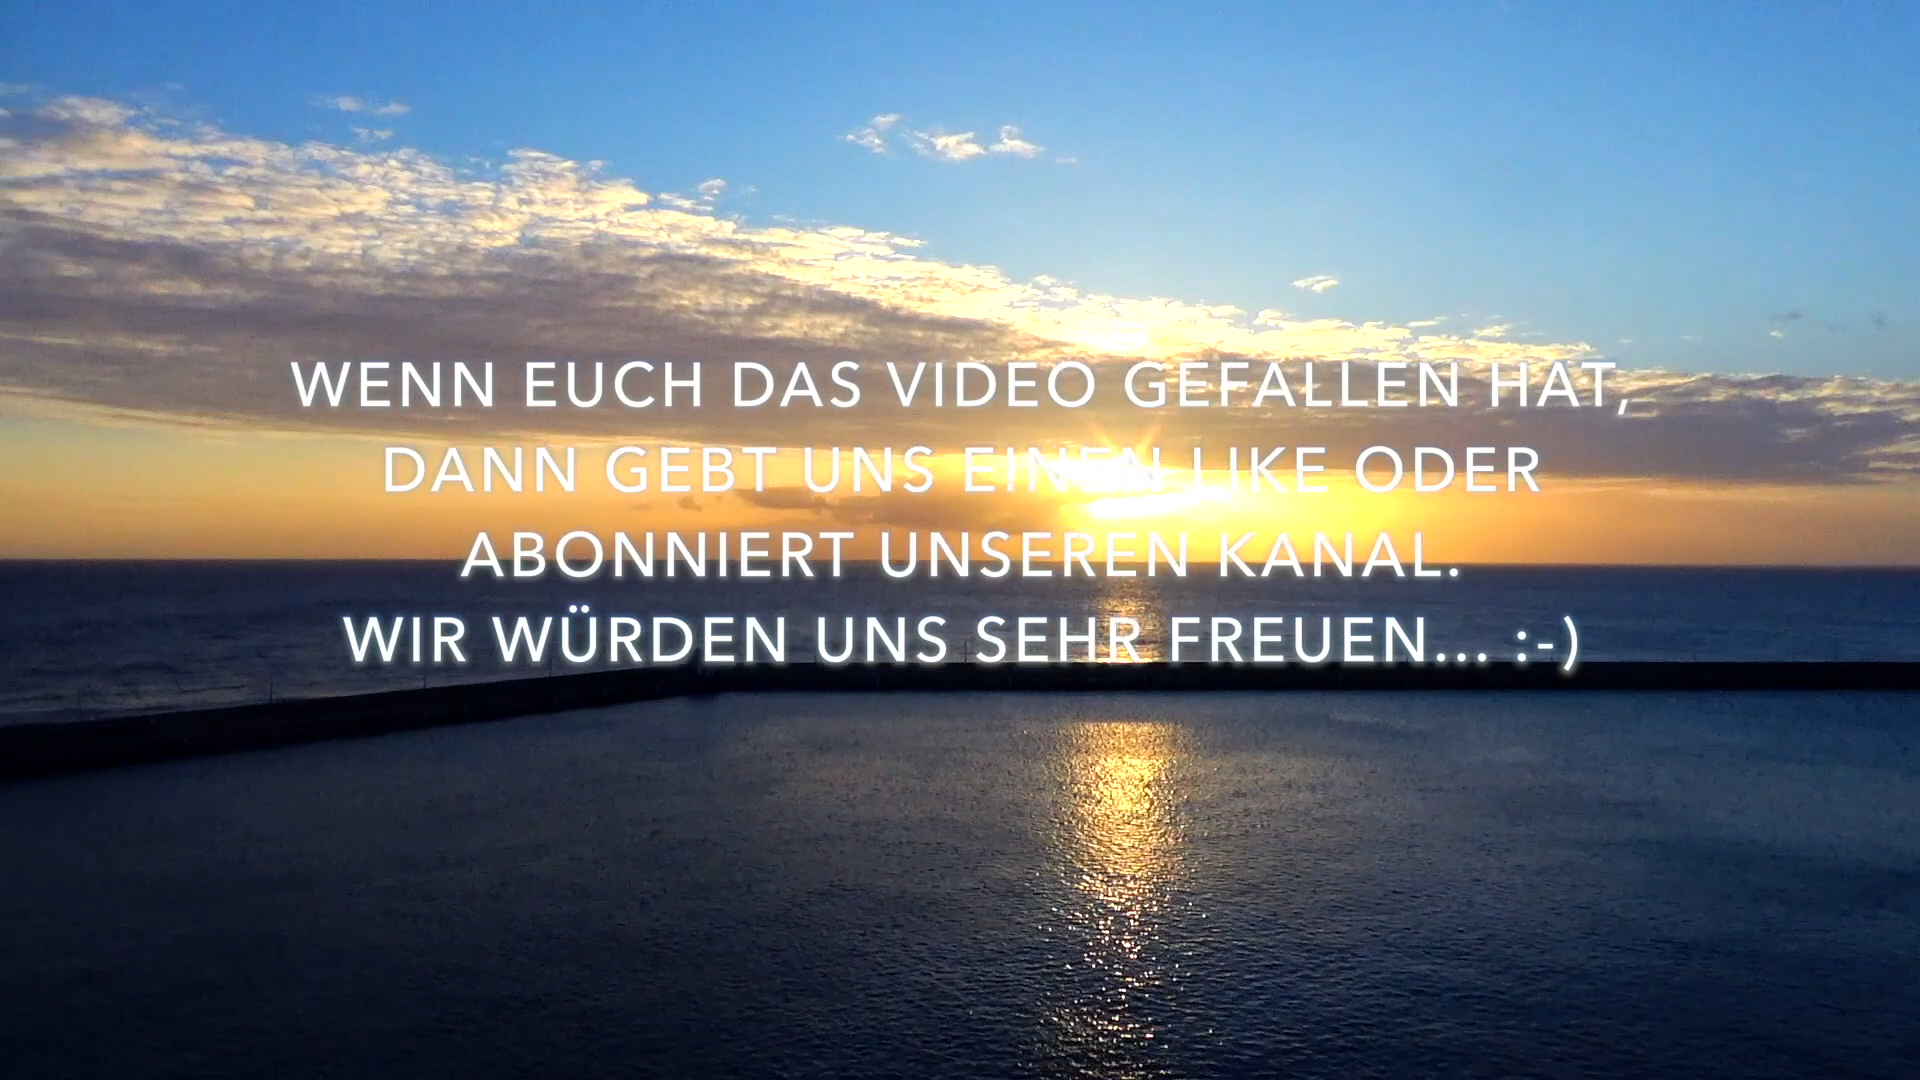 WENN EUCH DAS VIDEO GEFALLEN HAT,
DANN GEBT UNS EINEN LIKE ODER
ABONNIERT UNSEREN KANAL.
WIR WÜRDEN UNS SEHR FREUEN... :-)